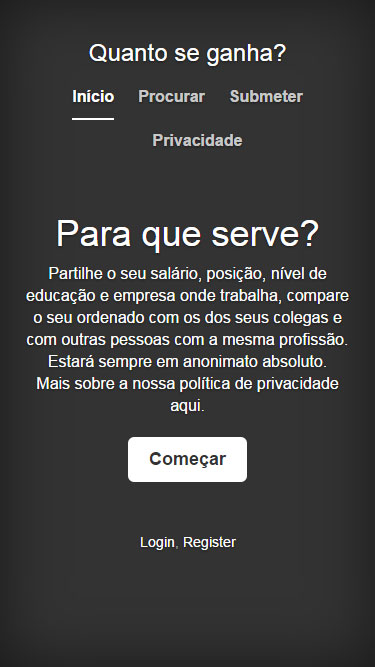 Quanto se ganha?
Início Procurar Submeter
Privacidade
Para que serve?
Partilhe o seu salário, posição, nível de
educação e empresa onde trabalha, compare
o seu ordenado com os dos seus colegas e
com outras pessoas com a mesma profissão.
Estará sempre em anonimato absoluto.
Mais sobre a nossa política de privacidade
aqui.
Começar
Login, Register